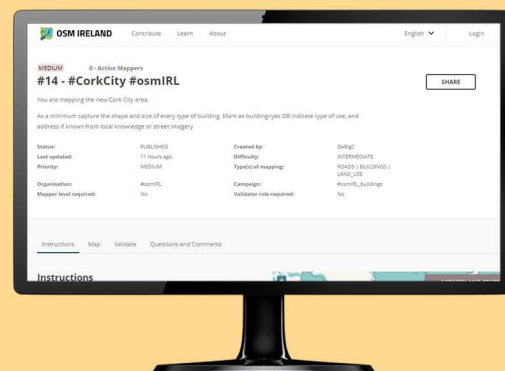 OSM IRELAND Contribute Learn About English Login
MEDIUM 0 - Active Mappers
#14 - #CorkCity #osmIRL
SHARE
You are mapping the new Cork City area.
As a minimum capture the shape and size of every type of building. Mark as building=yes OR indicate type of use, and
address if known from local knowledge or street imagery
Status: PUBLISHED Created by: DeBigC
Last updated: 11 hours ago Difficulty: INTERMEDIATE
Priority: MEDIUM Type(s) of mapping: ROADS | BUILDINGS |
LAND_USE
Organisation: #osmIRL Campaign: #osmIRL_buildings
Mapper level required: No Validator role required: No
Instructions Map Validate Questions and Comments
Instructions